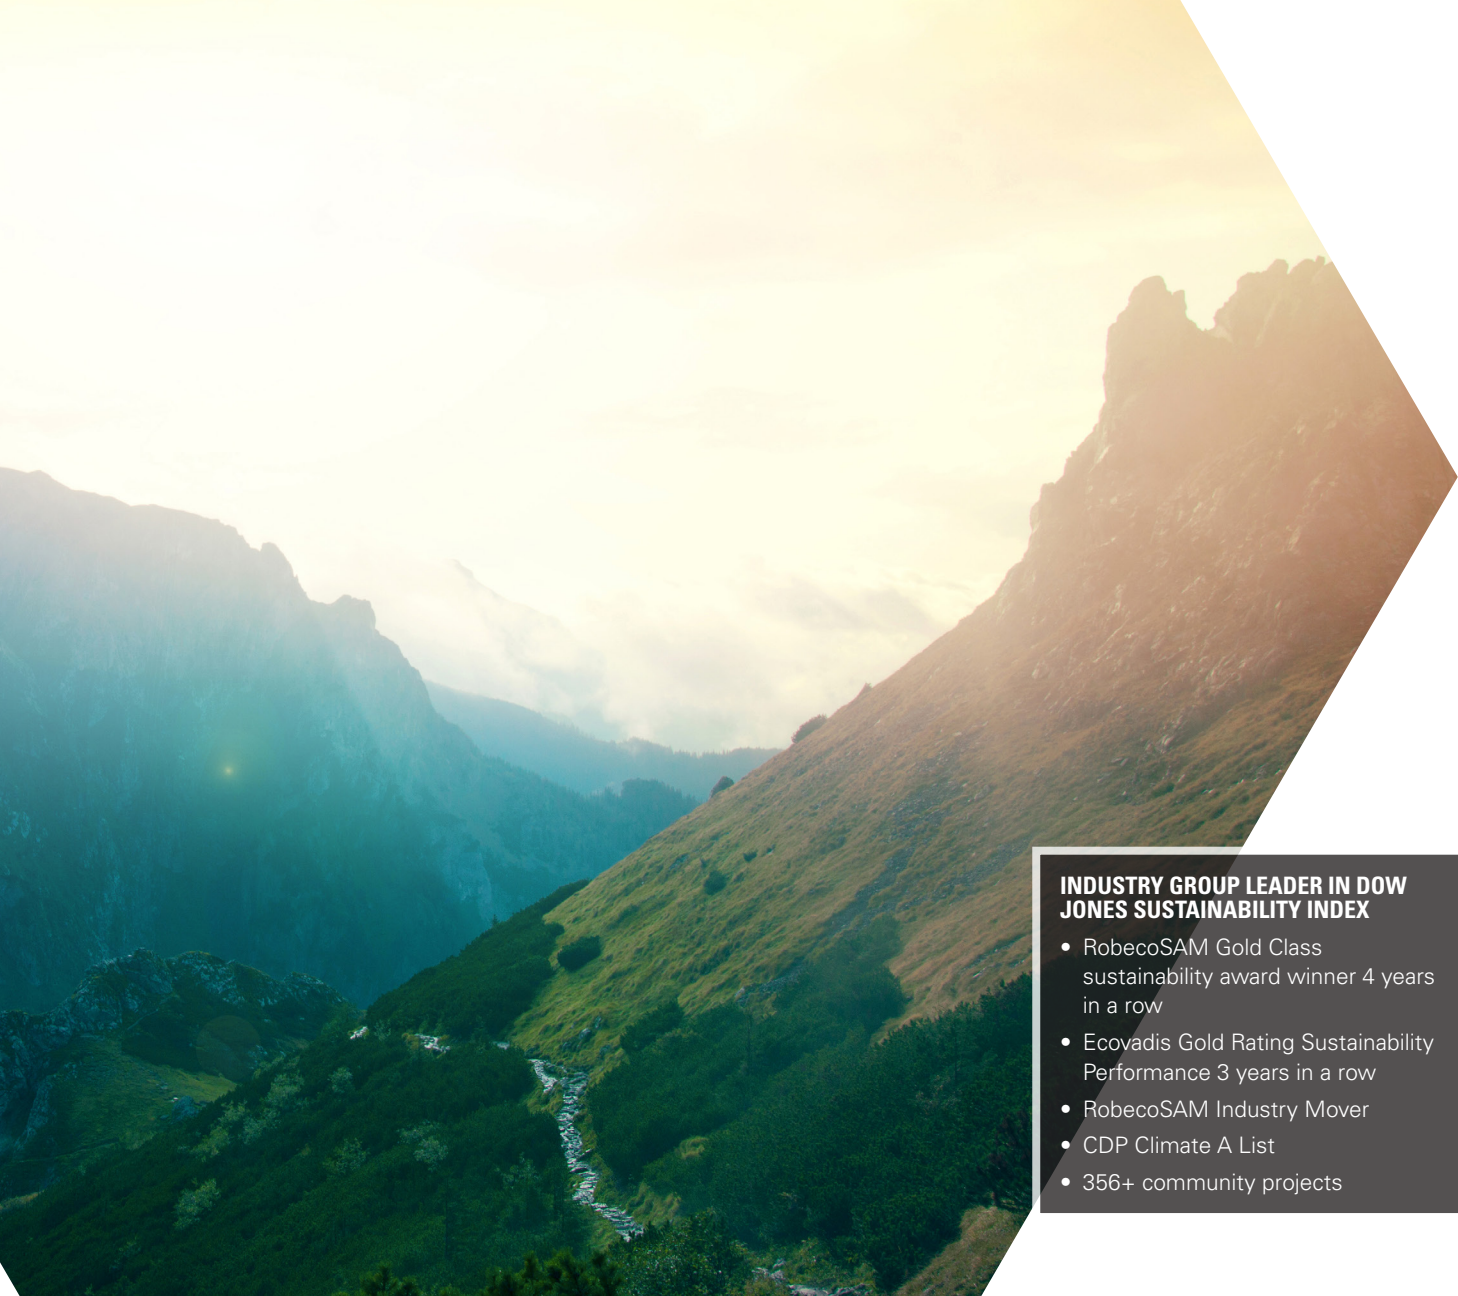 INDUSTRY GROUP LEADER IN DOW
JONES SUSTAINABILITY INDEX
• RobecoSAM Gold Class
sustainability award winner 4 years
in a row
• Ecovadis Gold Rating Sustainability
Performance 3 years in a row
• RobecoSAM Industry Mover
• CDP Climate A List
• 356+ community projects